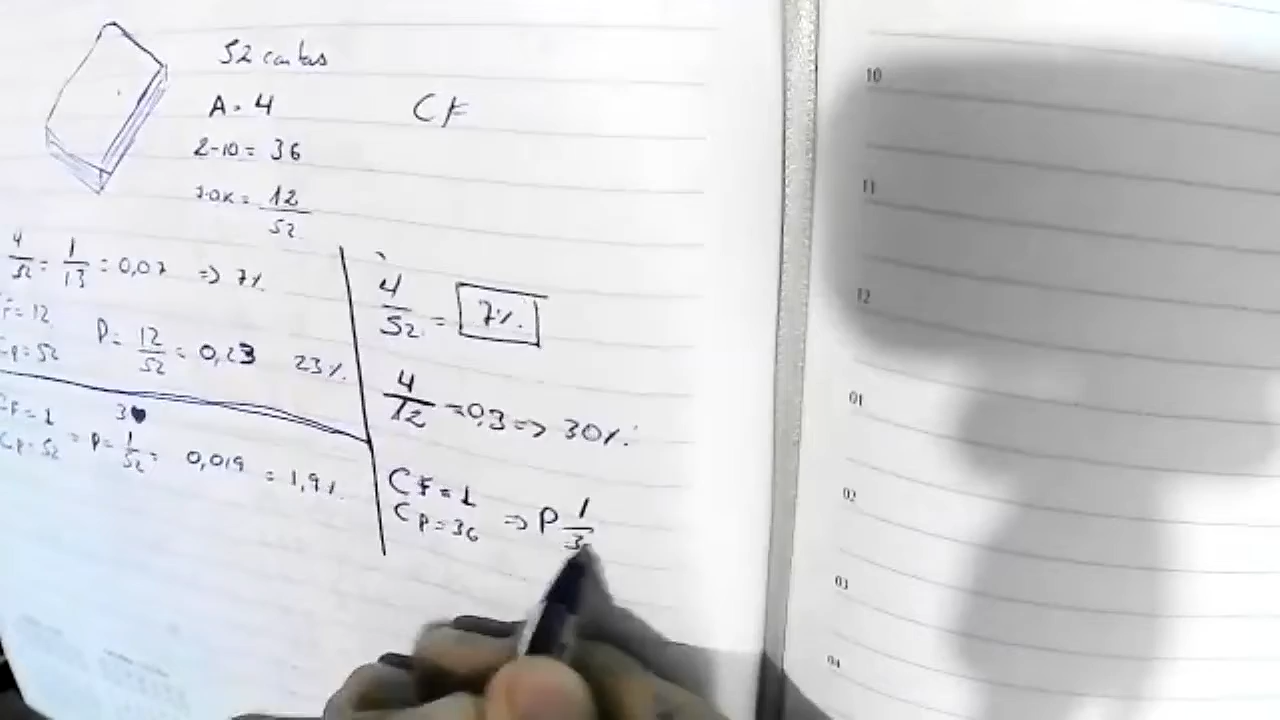 52 cartas
A = 4
CF
2-10 = 36
J-Q-K = 12
52
4/52 = 1/13 = 0,07 => 7%
CF = 12
CP = 52
P = 12/52 = 0,23 23%
CF = 1
3♥
CP = 52 = P = 1/52 = 0,019 = 1,9%
4/52 = 7%.
4/12 = 0,3 => 30%
CF = 1
CP = 36 => P 1/3
10
11
12
01
02
03
04